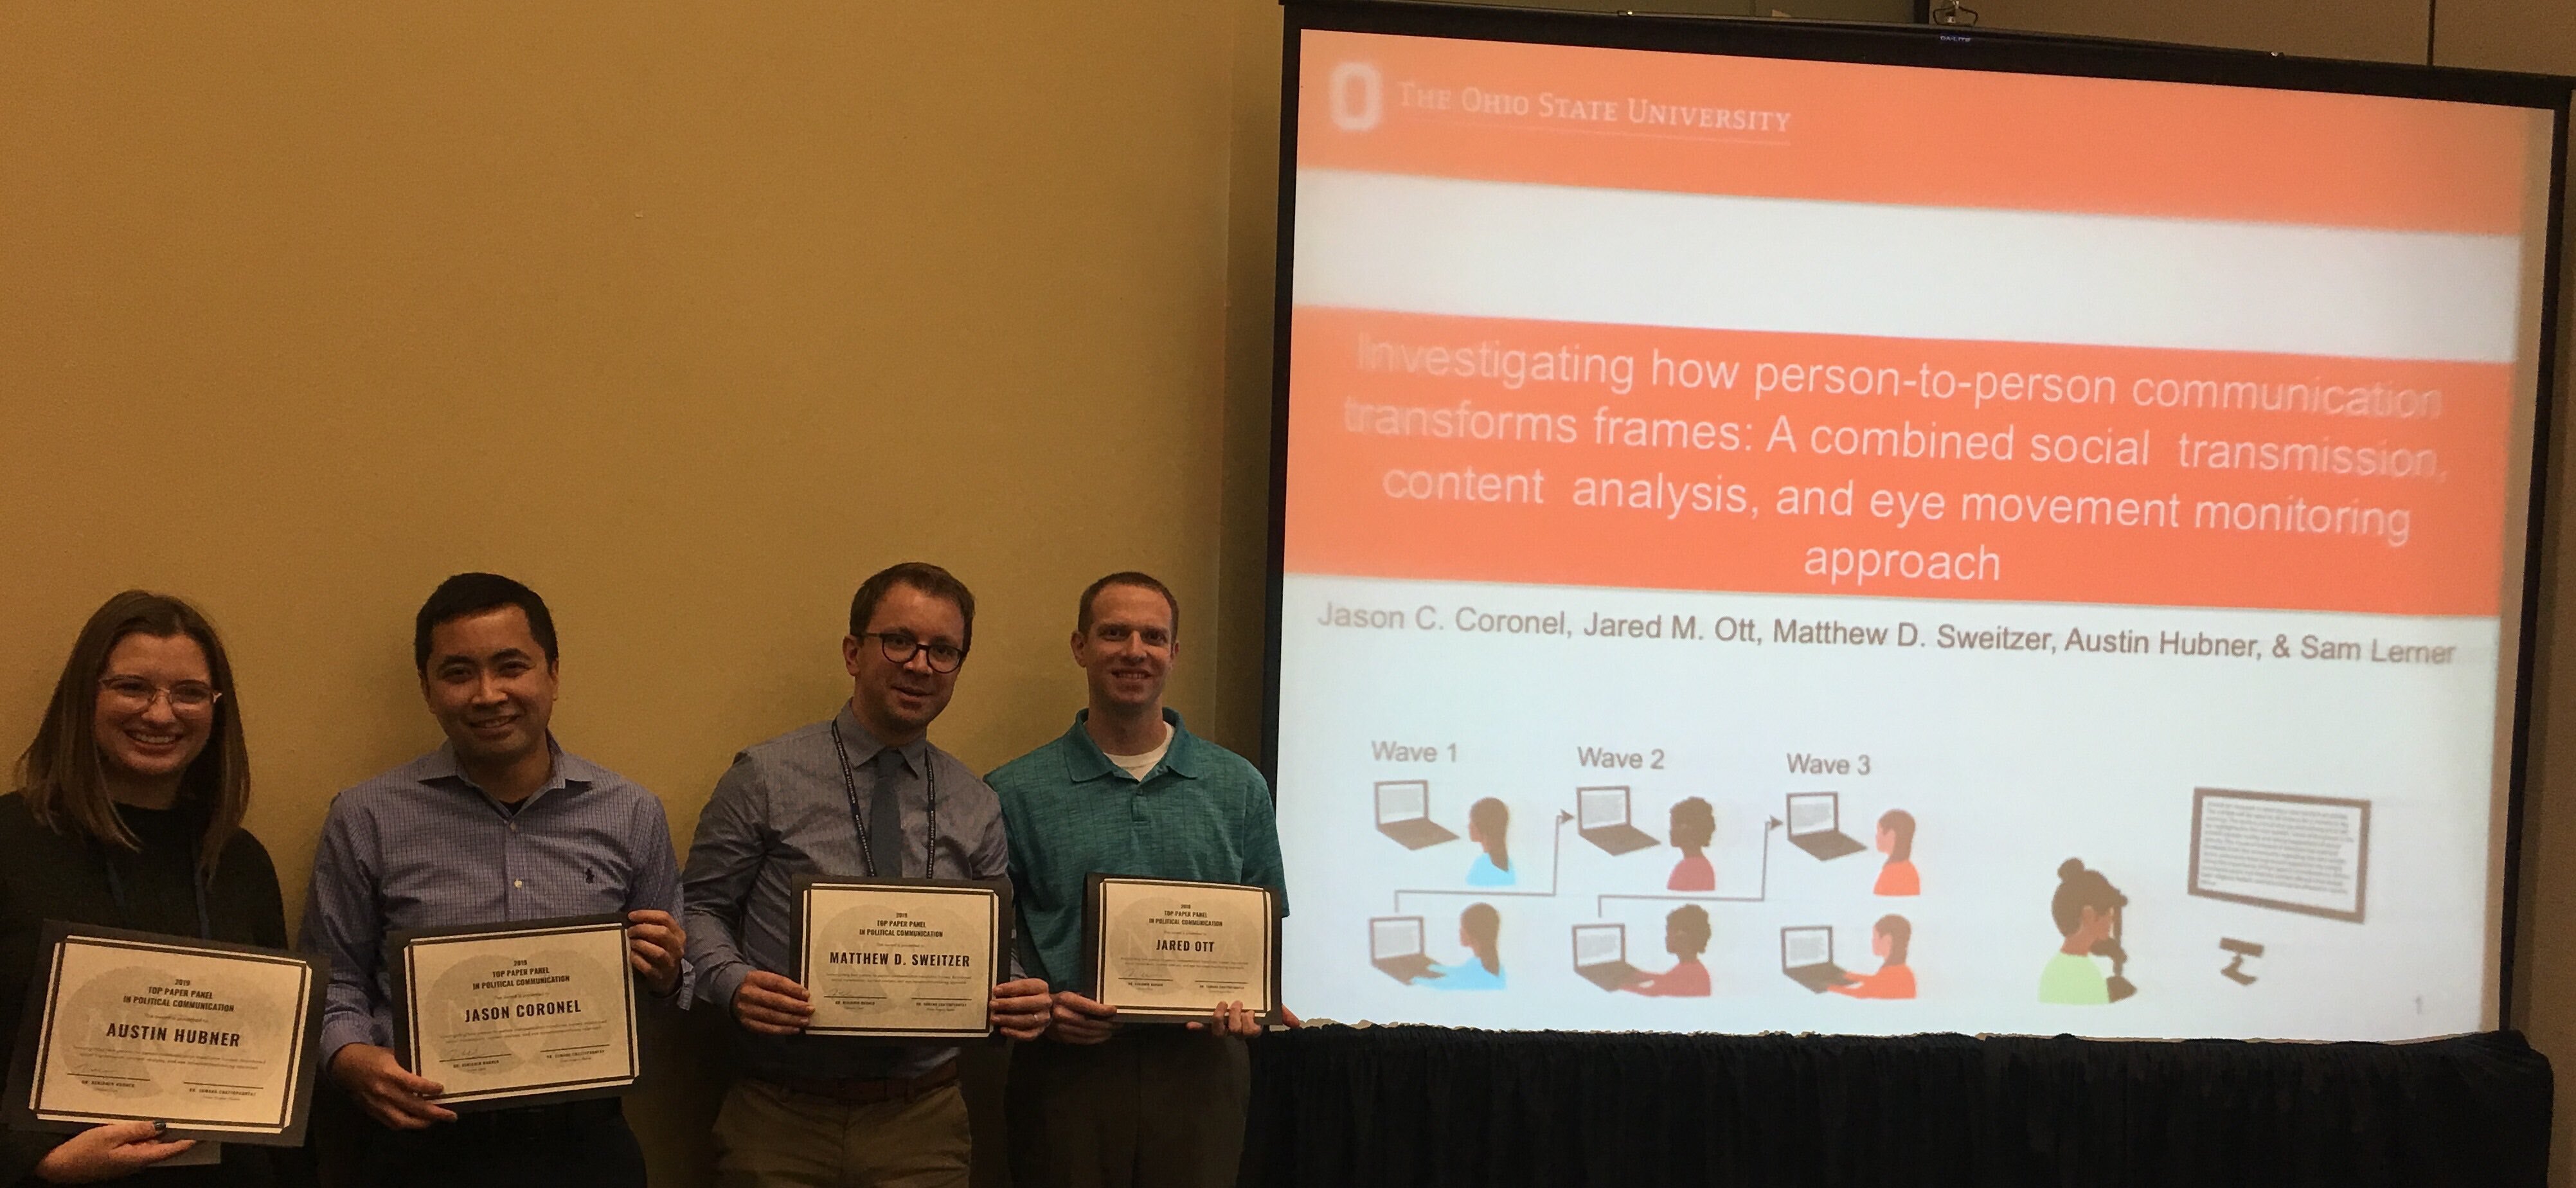 DA-LITE
THE OHIO STATE UNIVERSITY
Investigating how person-to-person communication
transforms frames: A combined social transmission,
content analysis, and eye movement monitoring
approach
Jason C. Coronel, Jared M. Ott, Matthew D. Sweitzer, Austin Hubner, & Sam Lerner
Wave 1
Wave 2
Wave 3
1
2019
TOP PAPER PANEL
IN POLITICAL COMMUNICATION
AUSTIN HUBNER
2019
TOP PAPER PANEL
IN POLITICAL COMMUNICATION
JASON CORONEL
2019
TOP PAPER PANEL
IN POLITICAL COMMUNICATION
MATTHEW D. SWEITZER
2019
TOP PAPER PANEL
IN POLITICAL COMMUNICATION
JARED OTT